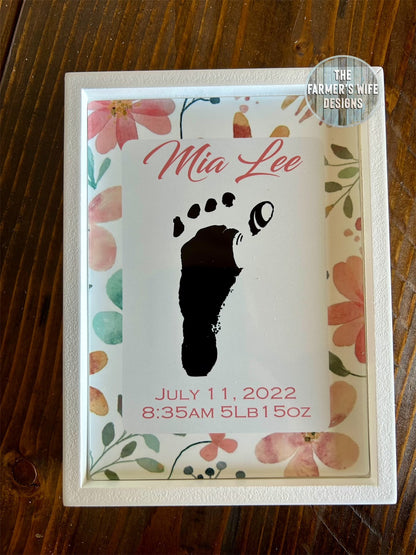 THE
FARMER'S WIFE
DESIGNS
Mia Lee
July 11, 2022
8:35am 5Lb15oz